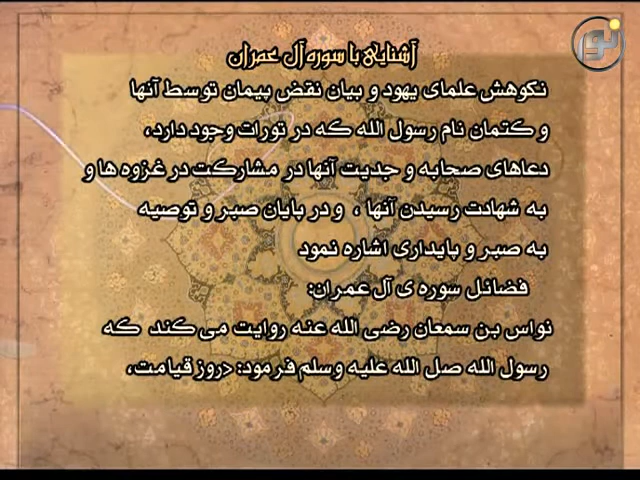 نور
آشنایی با سوره آل عمران
نکوهش علمای یهود و بیان نقض پیمان توسط آنها
و کتمان نام رسول الله که در تورات وجود دارد،
دعاهای صحابه و جدیت آنها در مشارکت در غزوه ها و
به شهادت رسیدن آنها ، و در پایان صبر و توصیه
به صبر و پایداری اشاره نمود
فضائل سوره ی آل عمران:
نواس بن سمعان رضی الله عنه روایت می کند که
رسول الله صل الله علیه وسلم فرمود: «روز قیامت،